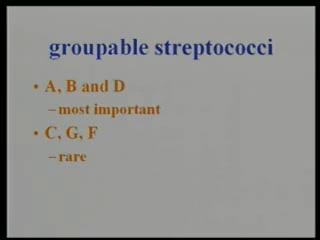 groupable streptococci
• A, B and D
– most important
• C, G, F
– rare